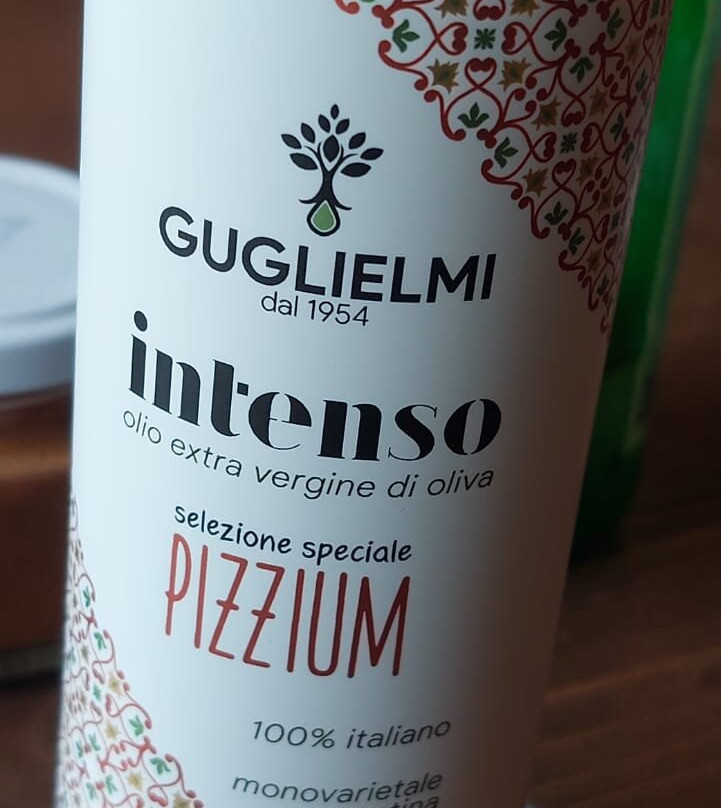 GUGLIELMI
dal 1954
intenso
olio extra vergine di oliva
selezione speciale
PIZZIUM
100% italiano
monovarietale